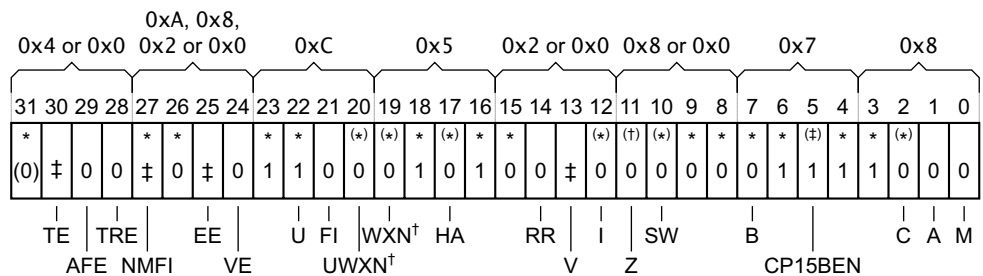 0xA, 0x8,
0x4 or 0x0 0x2 or 0x0 0xC 0x5 0x2 or 0x0 0x8 or 0x0 0x7 0x8
31 30 29 28 27 26 25 24 23 22 21 20 19 18 17 16 15 14 13 12 11 10 9 8 7 6 5 4 3 2 1 0
* * * * * * (*) (*) * (*) * * (*) (†) (*) * * * * (‡) * * (*)
(0) ‡ 0 0 ‡ 0 ‡ 0 1 1 0 0 0 1 0 1 0 0 ‡ 0 0 0 0 0 0 1 1 1 1 0 0 0
TE TRE EE U FI WXN† HA RR I SW B C A M
AFE NMFI VE UWXN† V Z CP15BEN